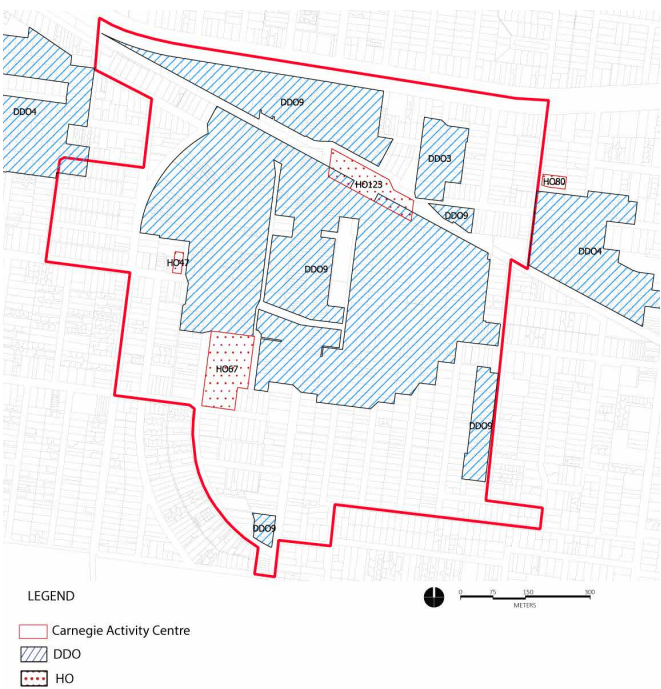 DDO9
DDO4
DDO3
HO123
HO80
DDO9
DDO4
HO47
DDO9
HO67
DDO9
DDO9
LEGEND
0 75 150 300
METERS
Carnegie Activity Centre
DDO
HO